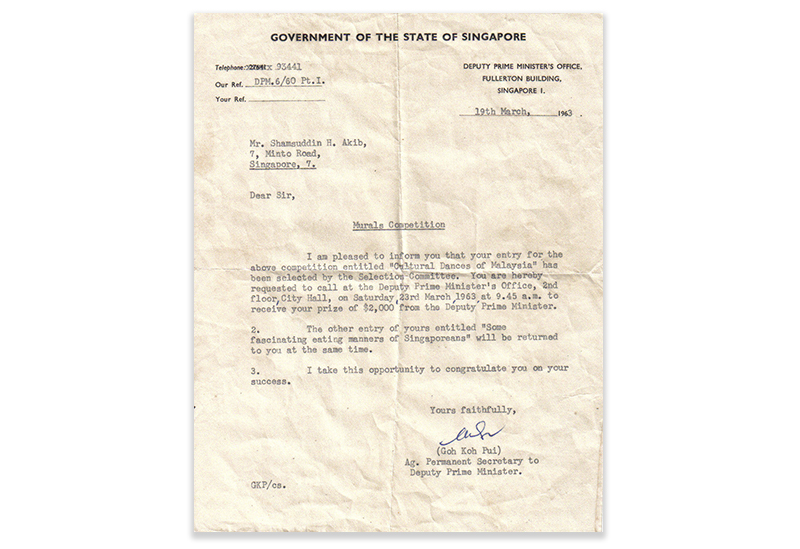 GOVERNMENT OF THE STATE OF SINGAPORE
Telephone: 93441
Our Ref. DPM.6/60 Pt.I.
Your Ref.
DEPUTY PRIME MINISTER'S OFFICE,
FULLERTON BUILDING,
SINGAPORE 1.
19th March, 1963.
Mr. Shamsuddin H. Akib,
7, Minto Road,
Singapore, 7.
Dear Sir,
Murals Competition
I am pleased to inform you that your entry for the
above competition entitled "Cultural Dances of Malaysia" has
been selected by the Selection Committee. You are hereby
requested to call at the Deputy Prime Minister's Office, 2nd
floor, City Hall, on Saturday, 23rd March 1963, at 9.45 a.m. to
receive your prize of $2,000 from the Deputy Prime Minister.
2. The other entry of yours entitled "Some
fascinating eating manners of Singaporeans" will be returned
to you at the same time.
3. I take this opportunity to congratulate you on your
success.
Yours faithfully,
(Goh Koh Pui)
Ag. Permanent Secretary to
Deputy Prime Minister.
GKP/cs.